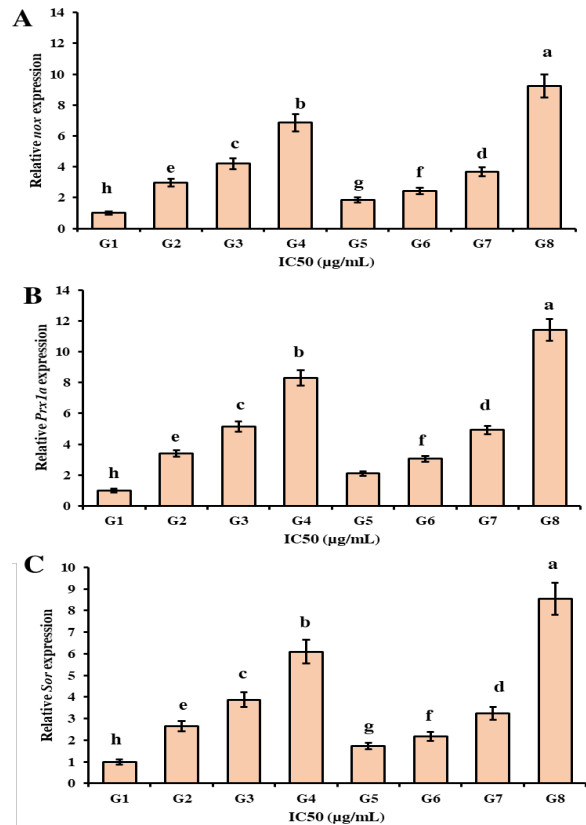 A
Relative nox expression
14
12
10
8
6
4
2
0
h
e
c
b
g
f
d
a
G1 G2 G3 G4 G5 G6 G7 G8
IC50 (µg/mL)
B
Relative Prx1a expression
14
12
10
8
6
4
2
0
h
e
c
b
f
d
a
G1 G2 G3 G4 G5 G6 G7 G8
IC50 (µg/mL)
C
Relative Sor expression
10
9
8
7
6
5
4
3
2
1
0
h
e
c
b
g
f
d
a
G1 G2 G3 G4 G5 G6 G7 G8
IC50 (µg/mL)